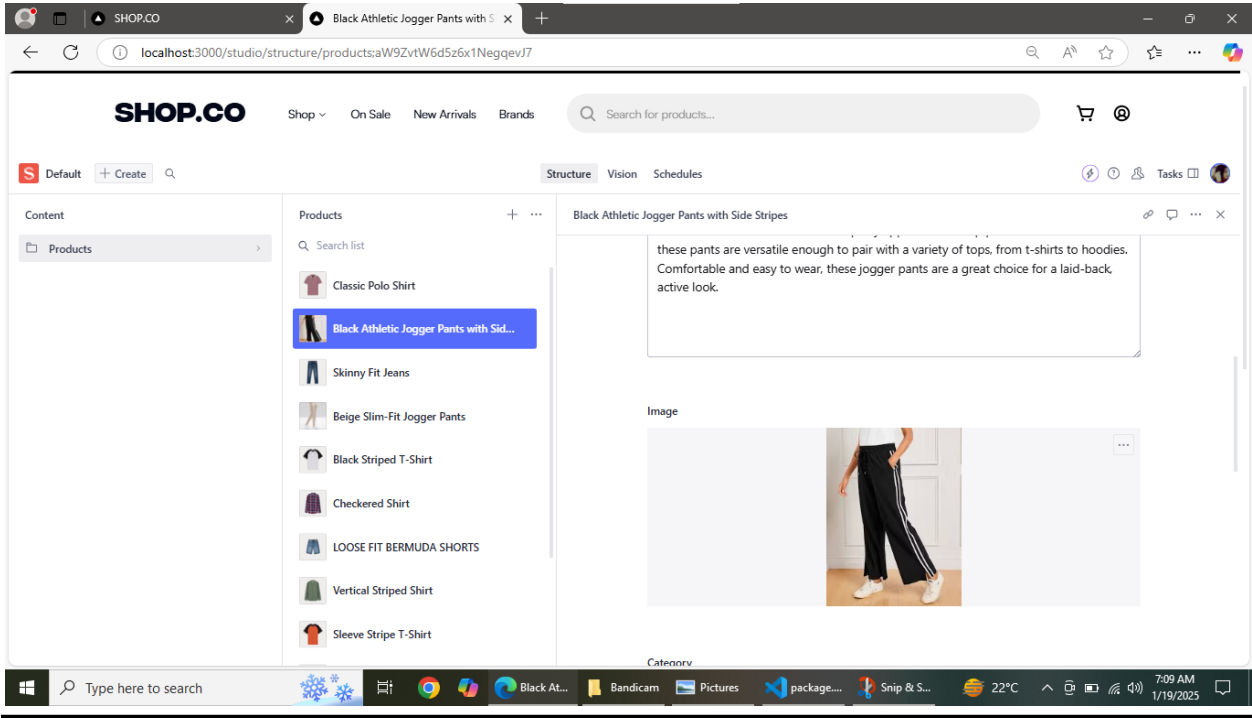 SHOP.CO
Black Athletic Jogger Pants with S
localhost:3000/studio/structure/products;aW9ZvtW6d5z6x1NegqevJ7
SHOP.CO Shop On Sale New Arrivals Brands Search for products...
S Default + Create Structure Vision Schedules Tasks
Content
Products
Products
Search list
Classic Polo Shirt
Black Athletic Jogger Pants with Sid...
Skinny Fit Jeans
Beige Slim-Fit Jogger Pants
Black Striped T-Shirt
Checkered Shirt
LOOSE FIT BERMUDA SHORTS
Vertical Striped Shirt
Sleeve Stripe T-Shirt
Black Athletic Jogger Pants with Side Stripes
these pants are versatile enough to pair with a variety of tops, from t-shirts to hoodies.
Comfortable and easy to wear, these jogger pants are a great choice for a laid-back,
active look.
Image
Category
Type here to search Black At... Bandicam Pictures package.... Snip & S... 22°C 7:09 AM
1/19/2025